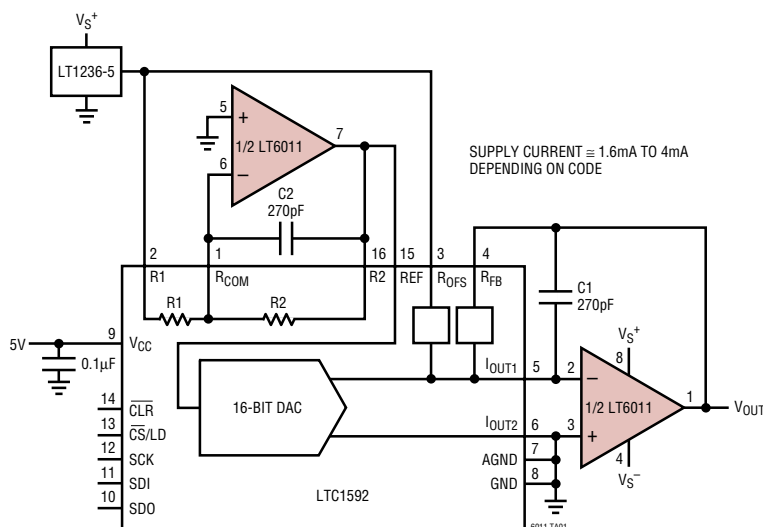 VS+
LT1236-5
5
+
1/2 LT6011
7
6
–
SUPPLY CURRENT ≅ 1.6mA TO 4mA
DEPENDING ON CODE
C2
270pF
2
1
16
15
3
4
R1
RCOM
R2
REF
ROFS
RFB
R1
R2
C1
270pF
5V
9
VCC
0.1µF
16-BIT DAC
IOUT1
5
2
–
VS+
8
1/2 LT6011
1
VOUT
IOUT2
6
3
+
4
VS–
14
CLR
13
CS/LD
12
SCK
11
SDI
10
SDO
AGND
7
GND
8
LTC1592
6011 TA01